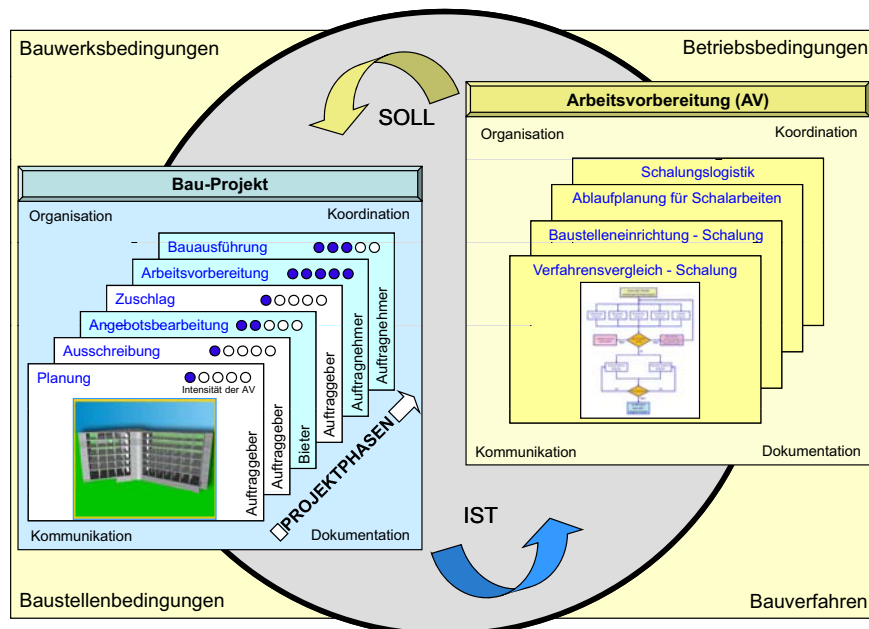 Bauwerksbedingungen
Betriebsbedingungen
SOLL
Arbeitsvorbereitung (AV)
Organisation
Koordination
Schalungslogistik
Ablaufplanung für Schalarbeiten
Baustelleneinrichtung - Schalung
Verfahrensvergleich - Schalung
Kommunikation
Dokumentation
Bau-Projekt
Organisation
Koordination
Bauausführung
Auftragnehmer
Arbeitsvorbereitung
Auftragnehmer
Zuschlag
Auftraggeber
Angebotsbearbeitung
Bieter
Ausschreibung
Auftraggeber
Planung
Intensität der AV
Auftraggeber
PROJEKTPHASEN
Kommunikation
Dokumentation
IST
Baustellenbedingungen
Bauverfahren